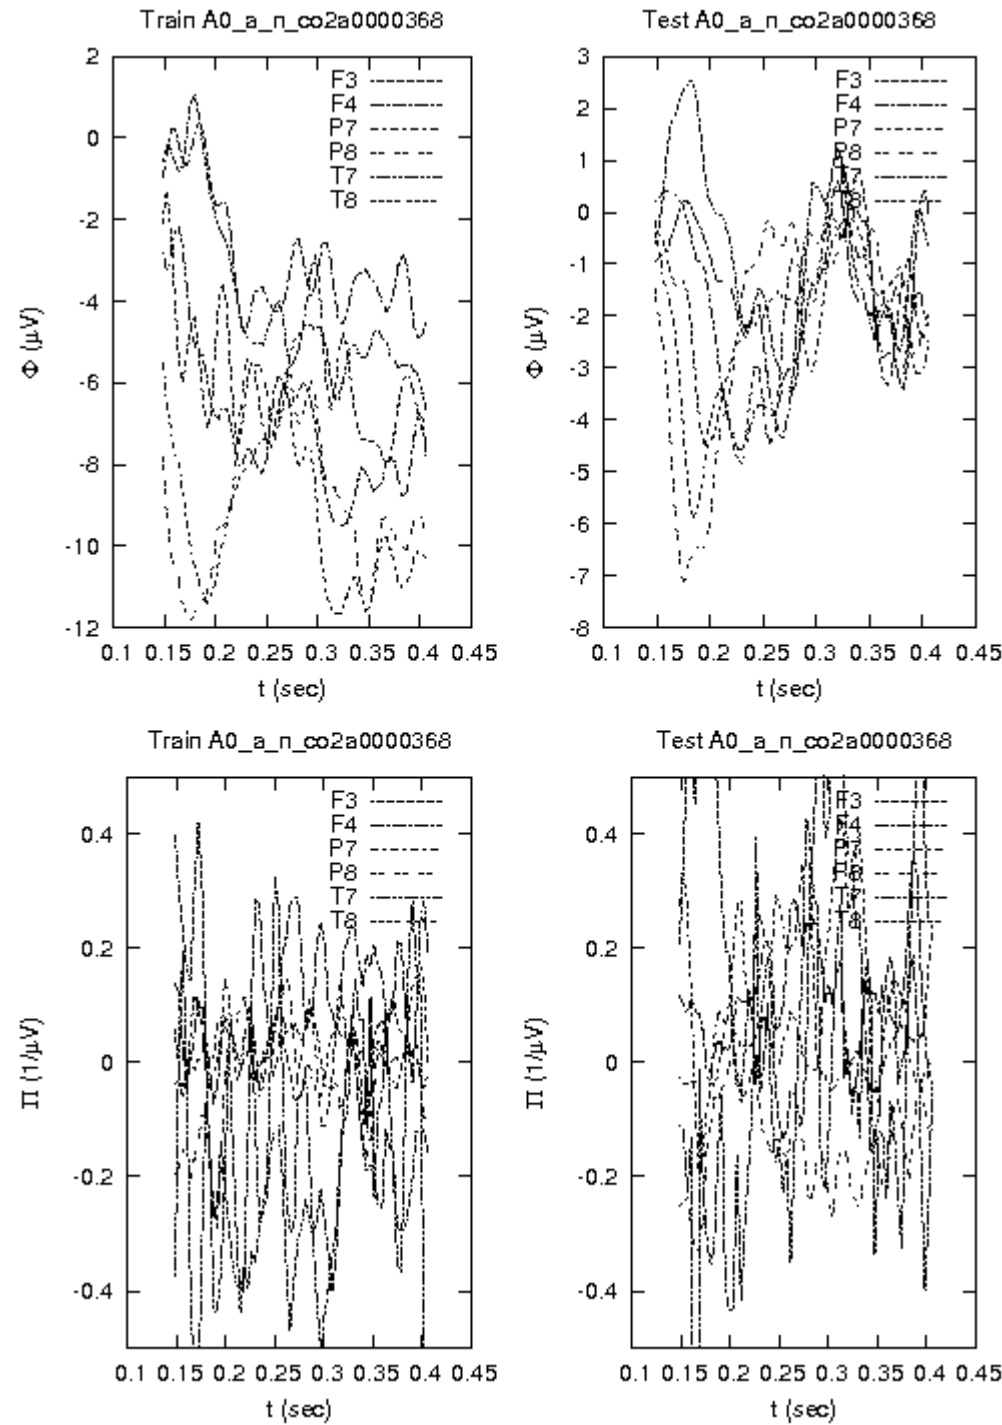 Train A0_a_n_co2a0000368
2
0
-2
-4
-6
-8
-10
-12
F3
F4
P7
P8
T7
T8
Φ (μV)
0.1 0.15 0.2 0.25 0.3 0.35 0.4 0.45
t (sec)
Test A0_a_n_co2a0000368
3
2
1
0
-1
-2
-3
-4
-5
-6
-7
-8
F3
F4
P7
P8
T7
T8
Φ (μV)
0.1 0.15 0.2 0.25 0.3 0.35 0.4 0.45
t (sec)
Train A0_a_n_co2a0000368
0.4
0.2
0
-0.2
-0.4
F3
F4
P7
P8
T7
T8
Π (1/μV)
0.1 0.15 0.2 0.25 0.3 0.35 0.4 0.45
t (sec)
Test A0_a_n_co2a0000368
0.4
0.2
0
-0.2
-0.4
F3
F4
P7
P8
T7
T8
Π (1/μV)
0.1 0.15 0.2 0.25 0.3 0.35 0.4 0.45
t (sec)